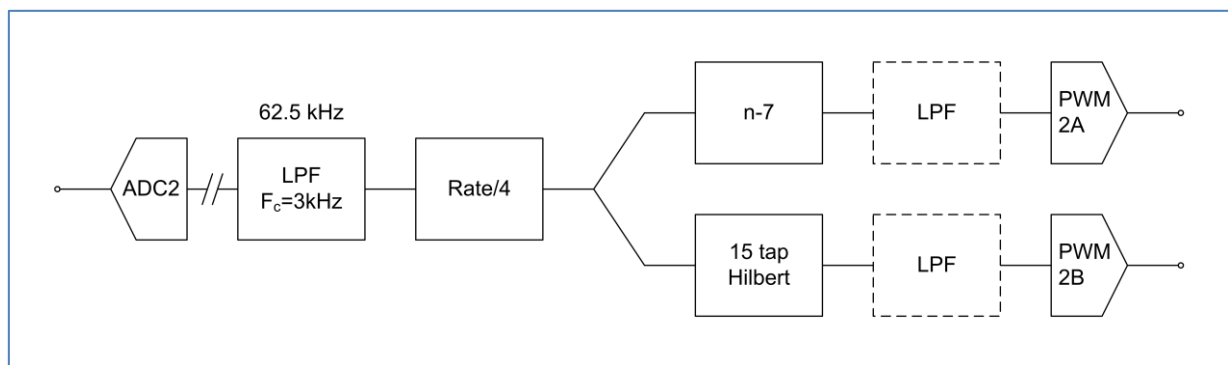 62.5 kHz
ADC2
LPF
Fc=3kHz
Rate/4
n-7
LPF
PWM
2A
15 tap
Hilbert
LPF
PWM
2B